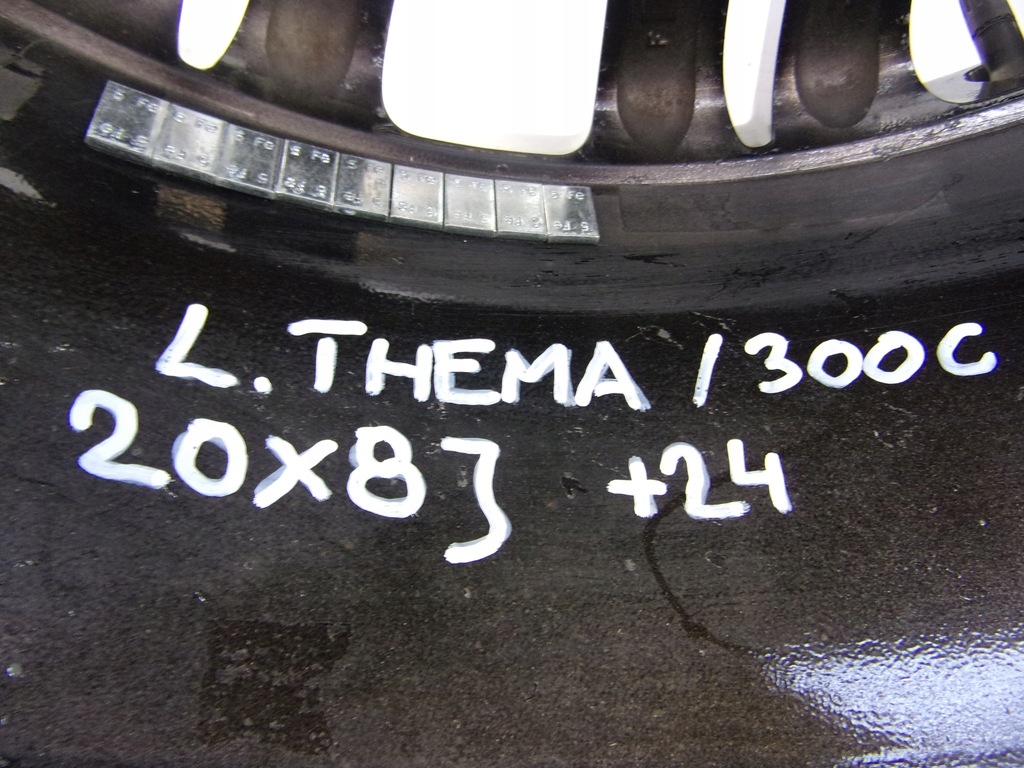 L. THEMA / 300C
20x8J +24